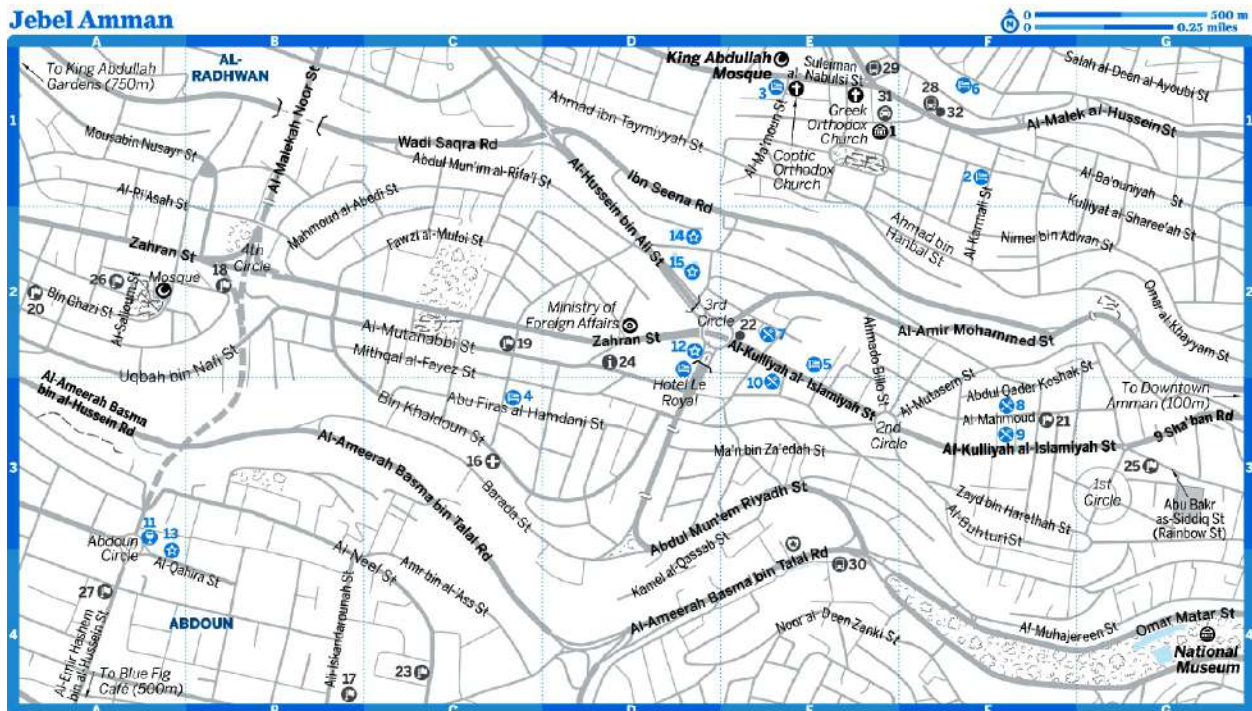 Jebel Amman
0 500 m
0 0.25 miles
N
A B C D E F G
AL-
RADHWAN
To King Abdullah
Gardens (750m)
Al-Malekah Noor St
King Abdullah
Mosque
Suleiman
al-
Nabulsi St
29
Salah al-Deen al-Ayoubi St
3
28
6
31
32
1
Al-Malek al-Hussein St
Greek
Orthodox
Church
1
Ahmad ibn Taymiyyah St
Al-Ma'moun St
Coptic
Orthodox
Church
1
Mousabin Nusayr St
Wadi Saqra Rd
Abdul Mun'im al-Rifa'i St
Al-Hussein bin Ali St
Ibn Seena Rd
2
Al-Karmali St
Al-Ba'ouniyah St
Kulliyat al-Sharee'ah St
Al-Ri'Asah St
Mahmoud al-Abedi St
Fawzi al-Mulqi St
14
15
Ahmad bin
Hanbal St
Nimer bin Adwan St
Zahran St
4th
Circle
26
Mosque
18
2
20
Bin Ghazi St
Al-Salloum St
Ministry of
Foreign Affairs
3rd
Circle
22
7
2
Omar al-Khayyam St
Al-Amir Mohammed St
Al-Mutanabbi St
19
Zahran St
24
12
Hotel Le
Royal
Al-Kulliyah al-Islamiyah St
5
10
Ahmado Billo St
Mithqal al-Fayez St
Uqbah bin Nafi St
4
Abu Firas al-Hamdani St
Al-Mutasem St
Abdul Qader Koshak St
8
Al-Mahmoud
21
To Downtown
Amman (100m)
Al-Ameerah Basma
bin al-Hussein Rd
Bin Khaldoun St
16
Barada St
2nd
Circle
9
Al-Kulliyah al-Islamiyah St
9 Sha'ban Rd
Ma'n bin Za'edah St
3
Al-Ameerah Basma bin Talal Rd
25
3
1st
Circle
Abu Bakr
as-Siddiq St
(Rainbow St)
Zayd bin Harethah St
Al-Buhturi St
Abdul Mun'em Riyadh St
11
Abdoun
Circle
13
Al-Qahira St
Al-Neel St
Amr bin al-'Ass St
Kamel al-Qassab St
Al-Ameerah Basma bin Talal Rd
30
27
ABDOUN
Al-Emir Hashem
bin al-Hussein St
Al-Iskandarounah St
Noor al-Deen Zanki St
Al-Muhajereen St
Omar Matar St
4
4
National
Museum
To Blue Fig
Café (500m)
17
23
A B C D E F G